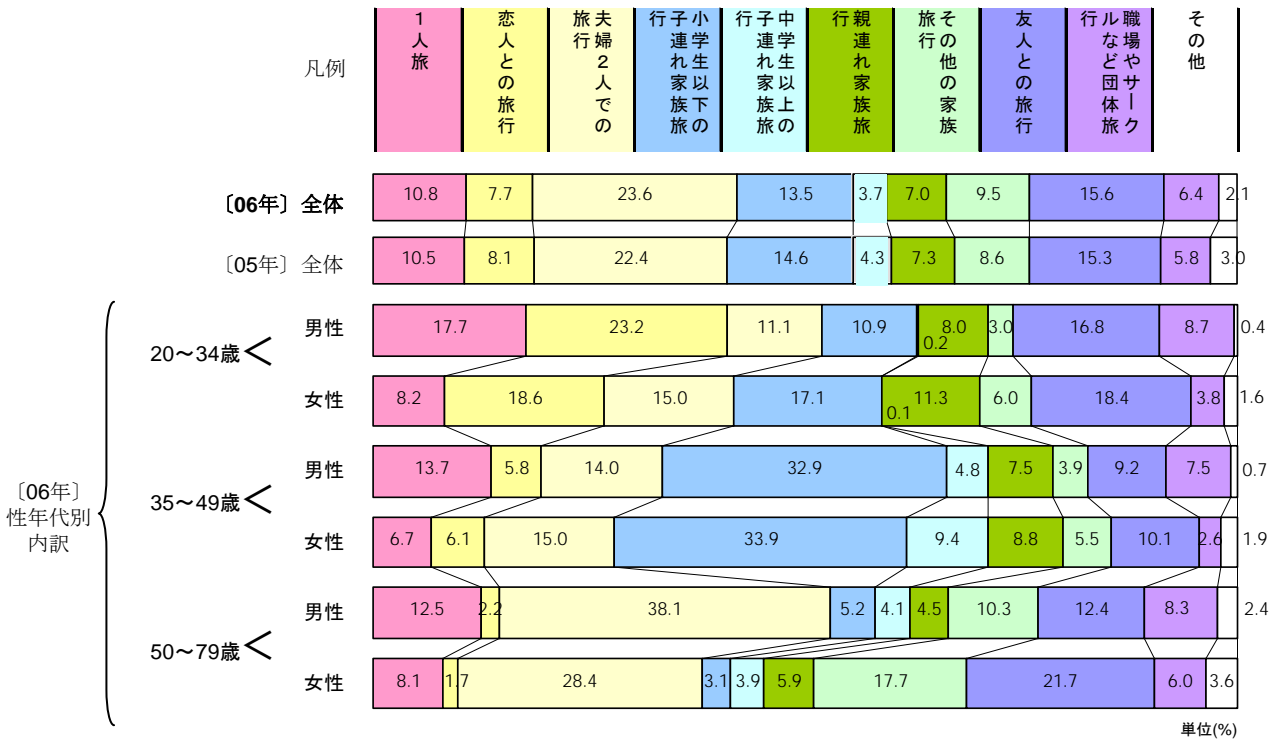 凡例
１人旅
恋人との旅行
夫婦２人での
旅行
小学生以下の
子連れ家族旅
行
中学生以上の
子連れ家族旅
行
親連れ家族旅
行
その他の家族
旅行
友人との旅行
職場やサーク
ルなど団体旅
行
その他
〔06年〕全体 10.8 7.7 23.6 13.5 3.7 7.0 9.5 15.6 6.4 2.1
〔05年〕全体 10.5 8.1 22.4 14.6 4.3 7.3 8.6 15.3 5.8 3.0
〔06年〕
性年代別
内訳
20～34歳
男性 17.7 23.2 11.1 10.9 0.2 8.0 3.0 16.8 8.7 0.4
女性 8.2 18.6 15.0 17.1 0.1 11.3 6.0 18.4 3.8 1.6
35～49歳
男性 13.7 5.8 14.0 32.9 4.8 7.5 3.9 9.2 7.5 0.7
女性 6.7 6.1 15.0 33.9 9.4 8.8 5.5 10.1 2.6 1.9
50～79歳
男性 12.5 2.2 38.1 5.2 4.1 4.5 10.3 12.4 8.3 2.4
女性 8.1 1.7 28.4 3.1 3.9 5.9 17.7 21.7 6.0 3.6
単位(%)